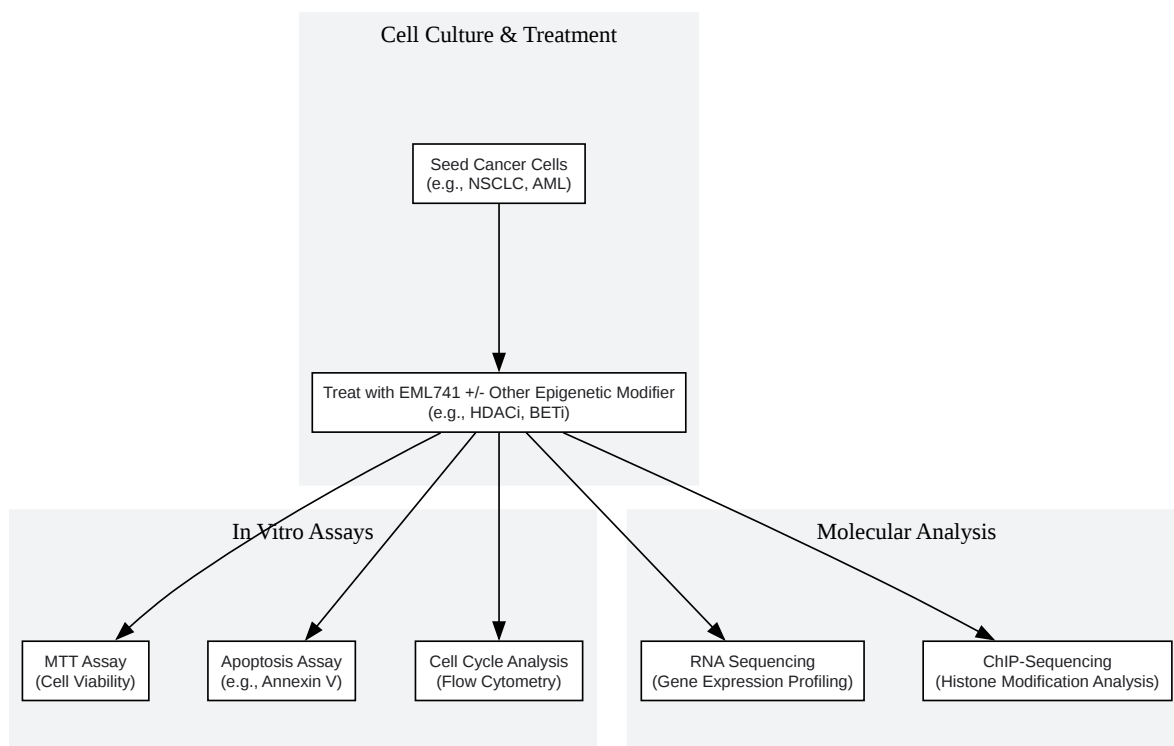 Cell Culture & Treatment
Seed Cancer Cells
(e.g., NSCLC, AML)
Treat with EML741 +/- Other Epigenetic Modifier
(e.g., HDACi, BETi)
In Vitro Assays
MTT Assay
(Cell Viability)
Apoptosis Assay
(e.g., Annexin V)
Cell Cycle Analysis
(Flow Cytometry)
Molecular Analysis
RNA Sequencing
(Gene Expression Profiling)
ChIP-Sequencing
(Histone Modification Analysis)